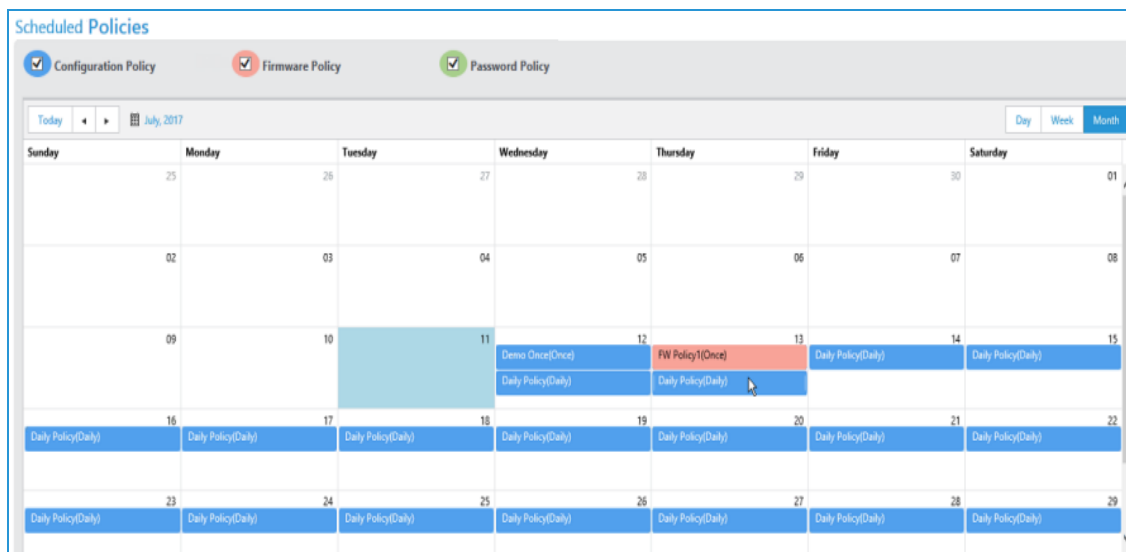 Scheduled Policies
Configuration Policy Firmware Policy Password Policy
Today July, 2017 Day Week Month
Sunday Monday Tuesday Wednesday Thursday Friday Saturday
25 26 27 28 29 30 01
02 03 04 05 06 07 08
09 10 11 12 13 14 15
Demo Once(Once) FW Policy1(Once) Daily Policy(Daily) Daily Policy(Daily)
Daily Policy(Daily) Daily Policy(Daily)
16 17 18 19 20 21 22
Daily Policy(Daily) Daily Policy(Daily) Daily Policy(Daily) Daily Policy(Daily) Daily Policy(Daily) Daily Policy(Daily) Daily Policy(Daily)
23 24 25 26 27 28 29
Daily Policy(Daily) Daily Policy(Daily) Daily Policy(Daily) Daily Policy(Daily) Daily Policy(Daily) Daily Policy(Daily) Daily Policy(Daily)